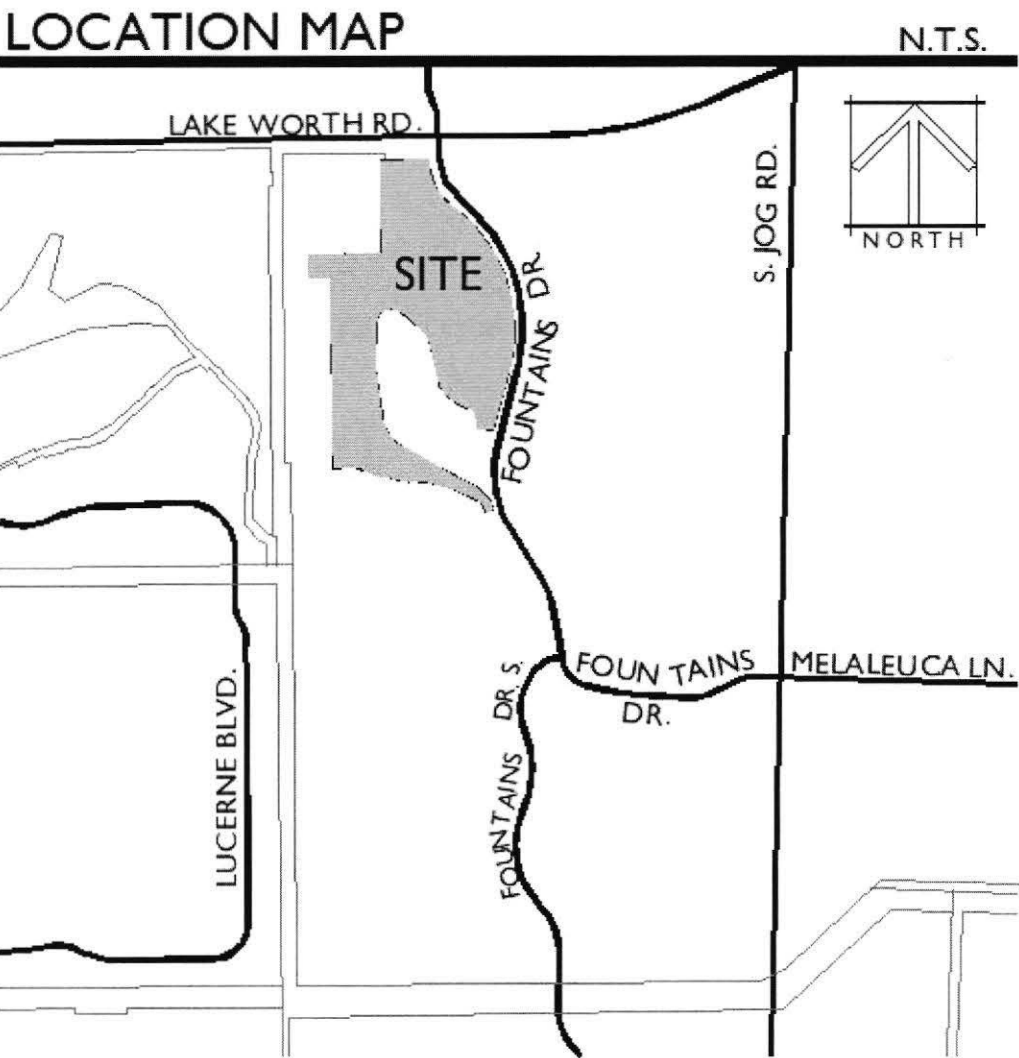 LOCATION MAP
N.T.S.
LAKE WORTH RD.
S. JOG RD.
NORTH
SITE
FOUNTAINS DR.
FOUNTAINS DR. S.
FOUN TAINS
DR.
MELALEUCA LN.
LUCERNE BLVD.